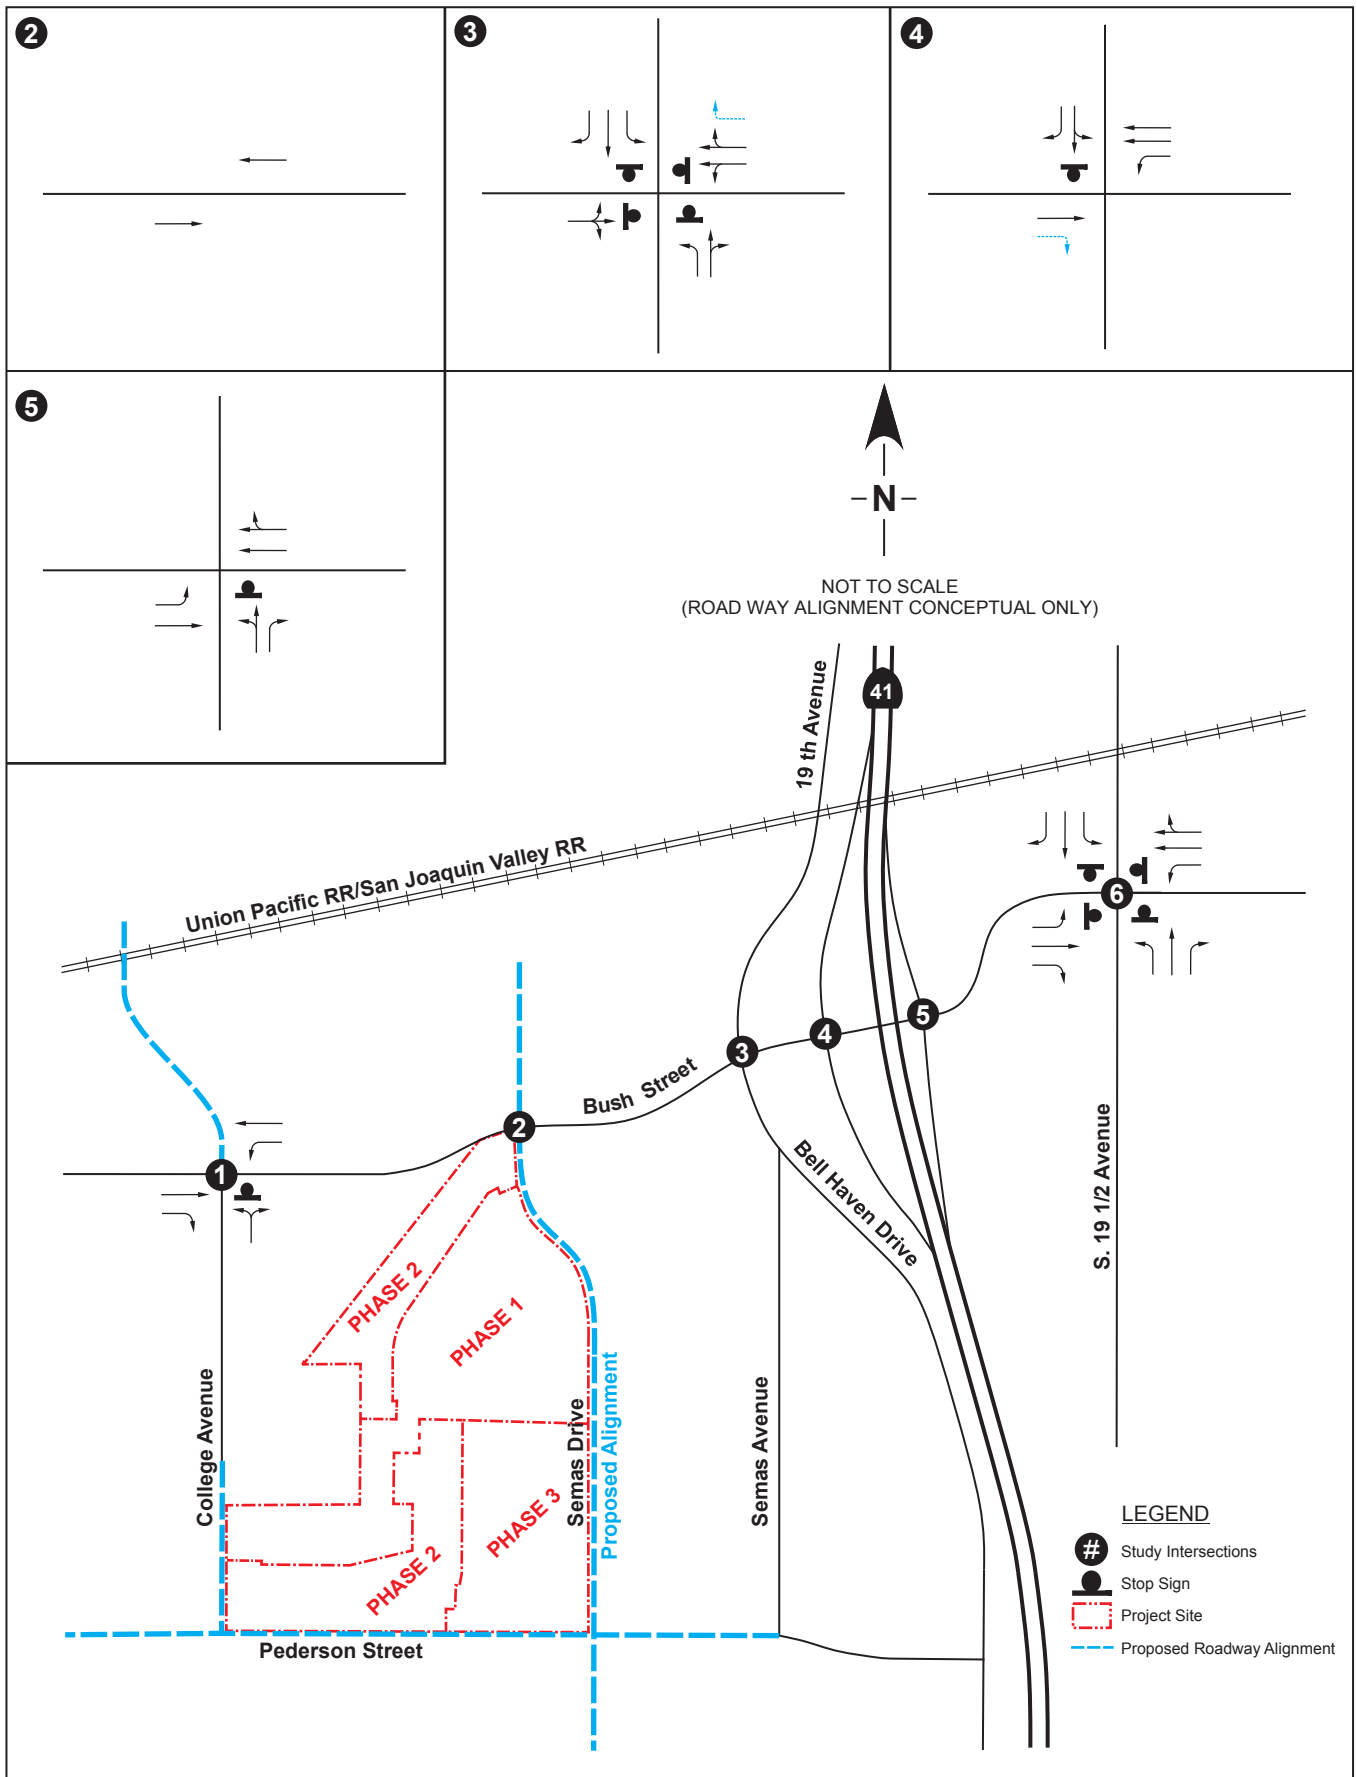 2
3
4
5
N
NOT TO SCALE
(ROAD WAY ALIGNMENT CONCEPTUAL ONLY)
19 th Avenue
41
Union Pacific RR/San Joaquin Valley RR
6
5
4
3
Bush Street
2
1
Bell Haven Drive
S. 19 1/2 Avenue
PHASE 2
PHASE 1
College Avenue
Semas Drive
Proposed Alignment
Semas Avenue
PHASE 3
PHASE 2
Pederson Street
LEGEND
# Study Intersections
Stop Sign
Project Site
Proposed Roadway Alignment